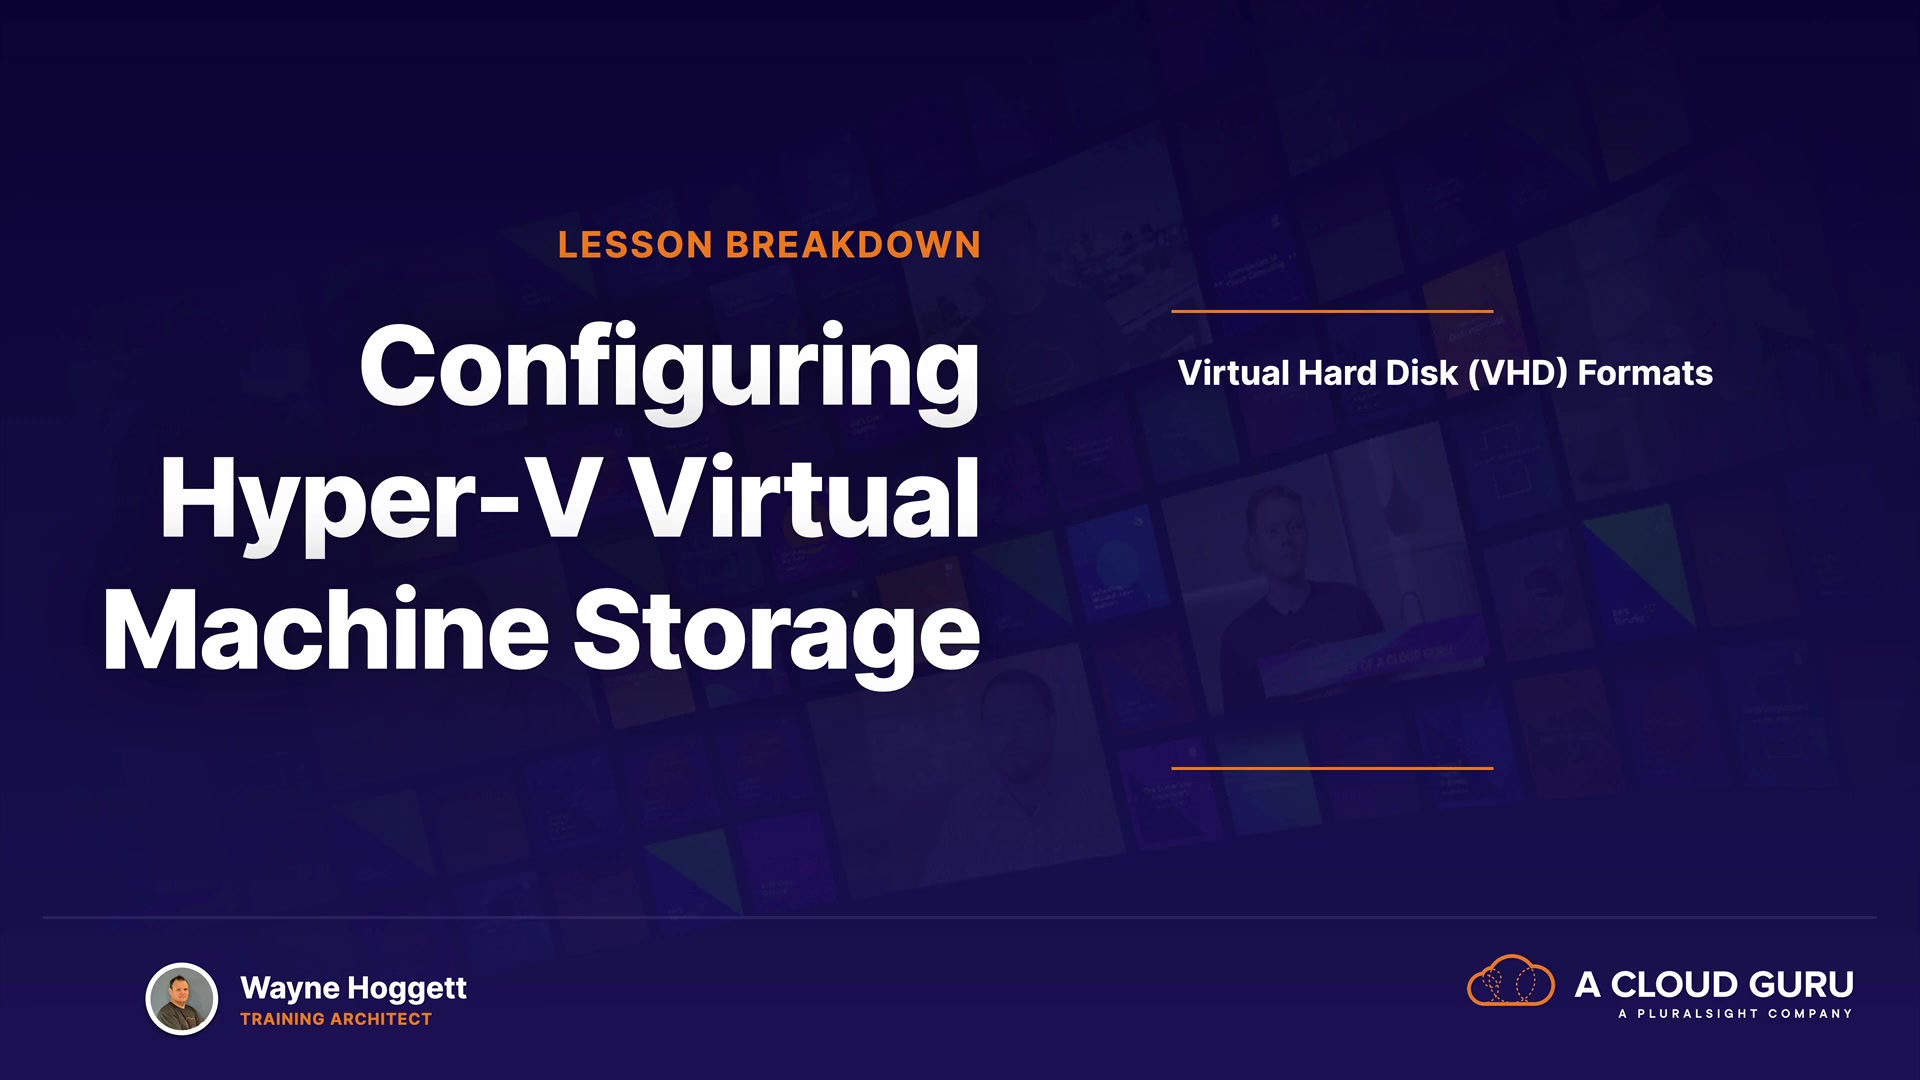 LESSON BREAKDOWN
Configuring
Hyper-V Virtual
Machine Storage
Virtual Hard Disk (VHD) Formats
Wayne Hoggett
TRAINING ARCHITECT
A CLOUD GURU
A PLURALSIGHT COMPANY